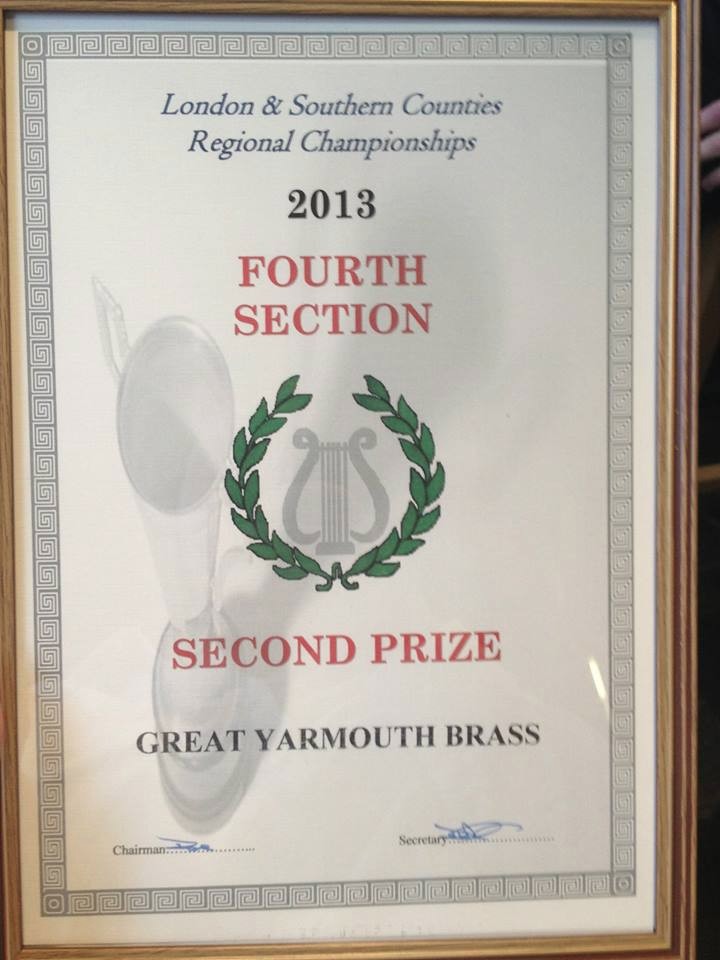 London & Southern Counties
Regional Championships
2013
FOURTH
SECTION
SECOND PRIZE
GREAT YARMOUTH BRASS
Chairman.................... Secretary........................